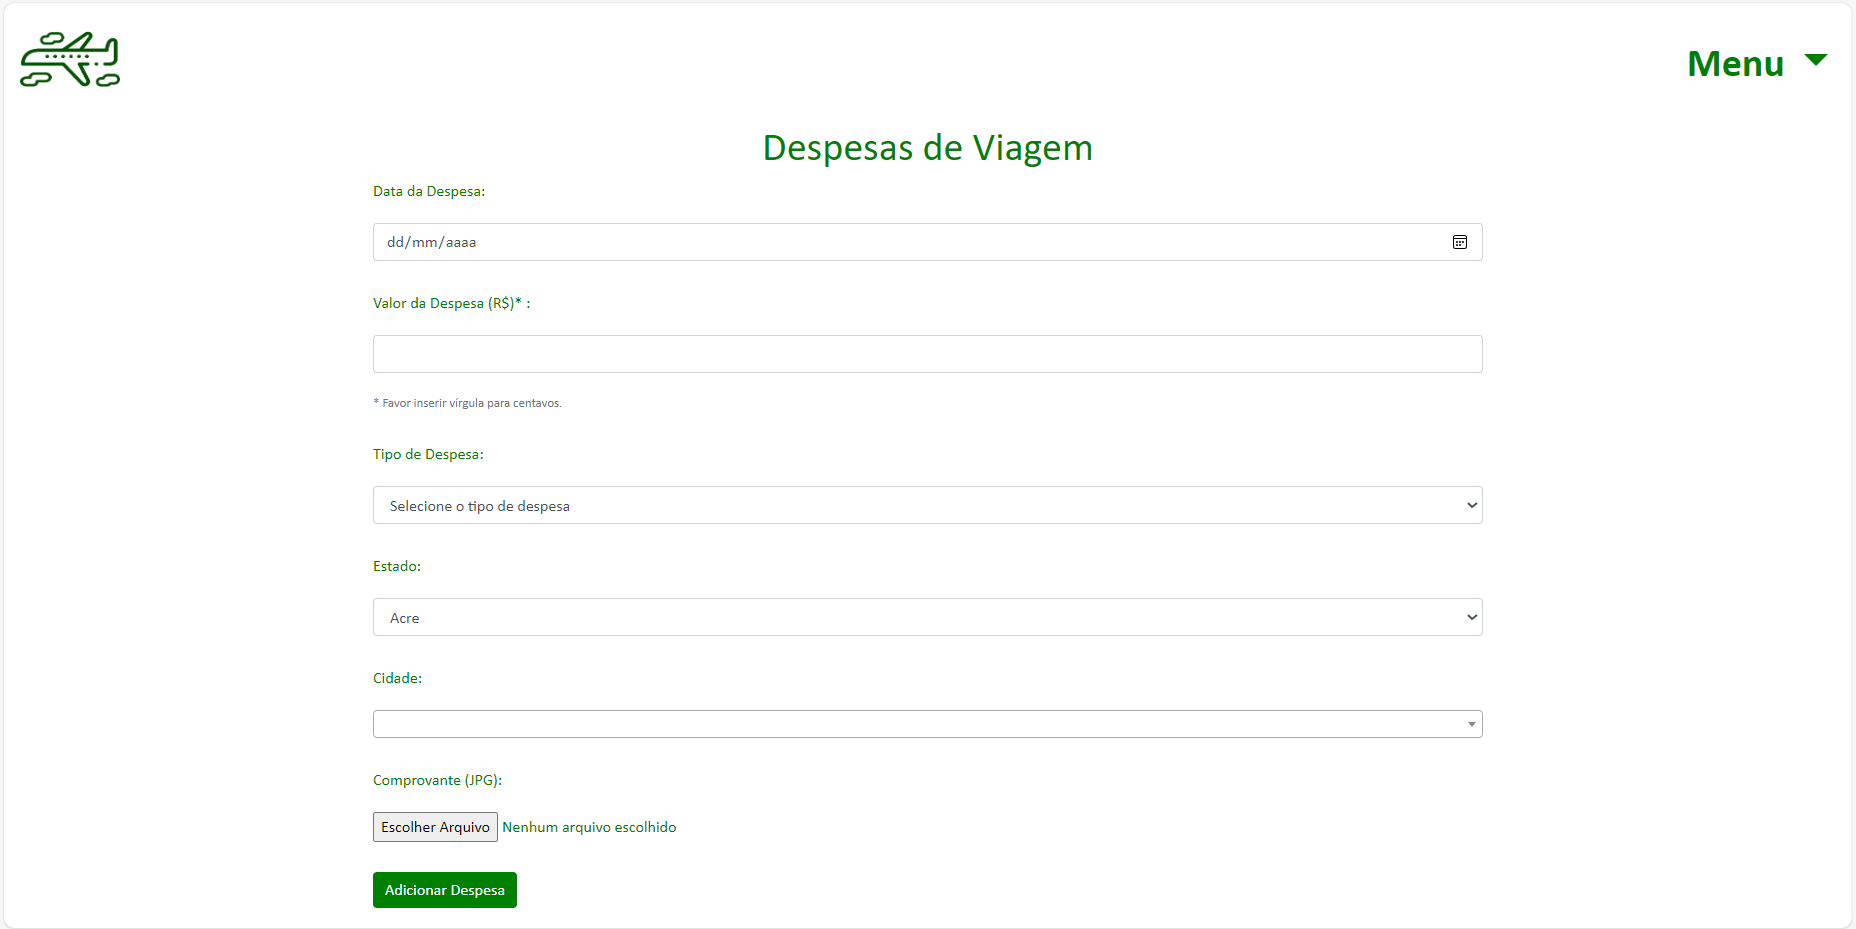 Menu
Despesas de Viagem
Data da Despesa:
dd/mm/aaaa
Valor da Despesa (R$)* :
* Favor inserir vírgula para centavos.
Tipo de Despesa:
Selecione o tipo de despesa
Estado:
Acre
Cidade:
Comprovante (JPG):
Escolher Arquivo Nenhum arquivo escolhido
Adicionar Despesa